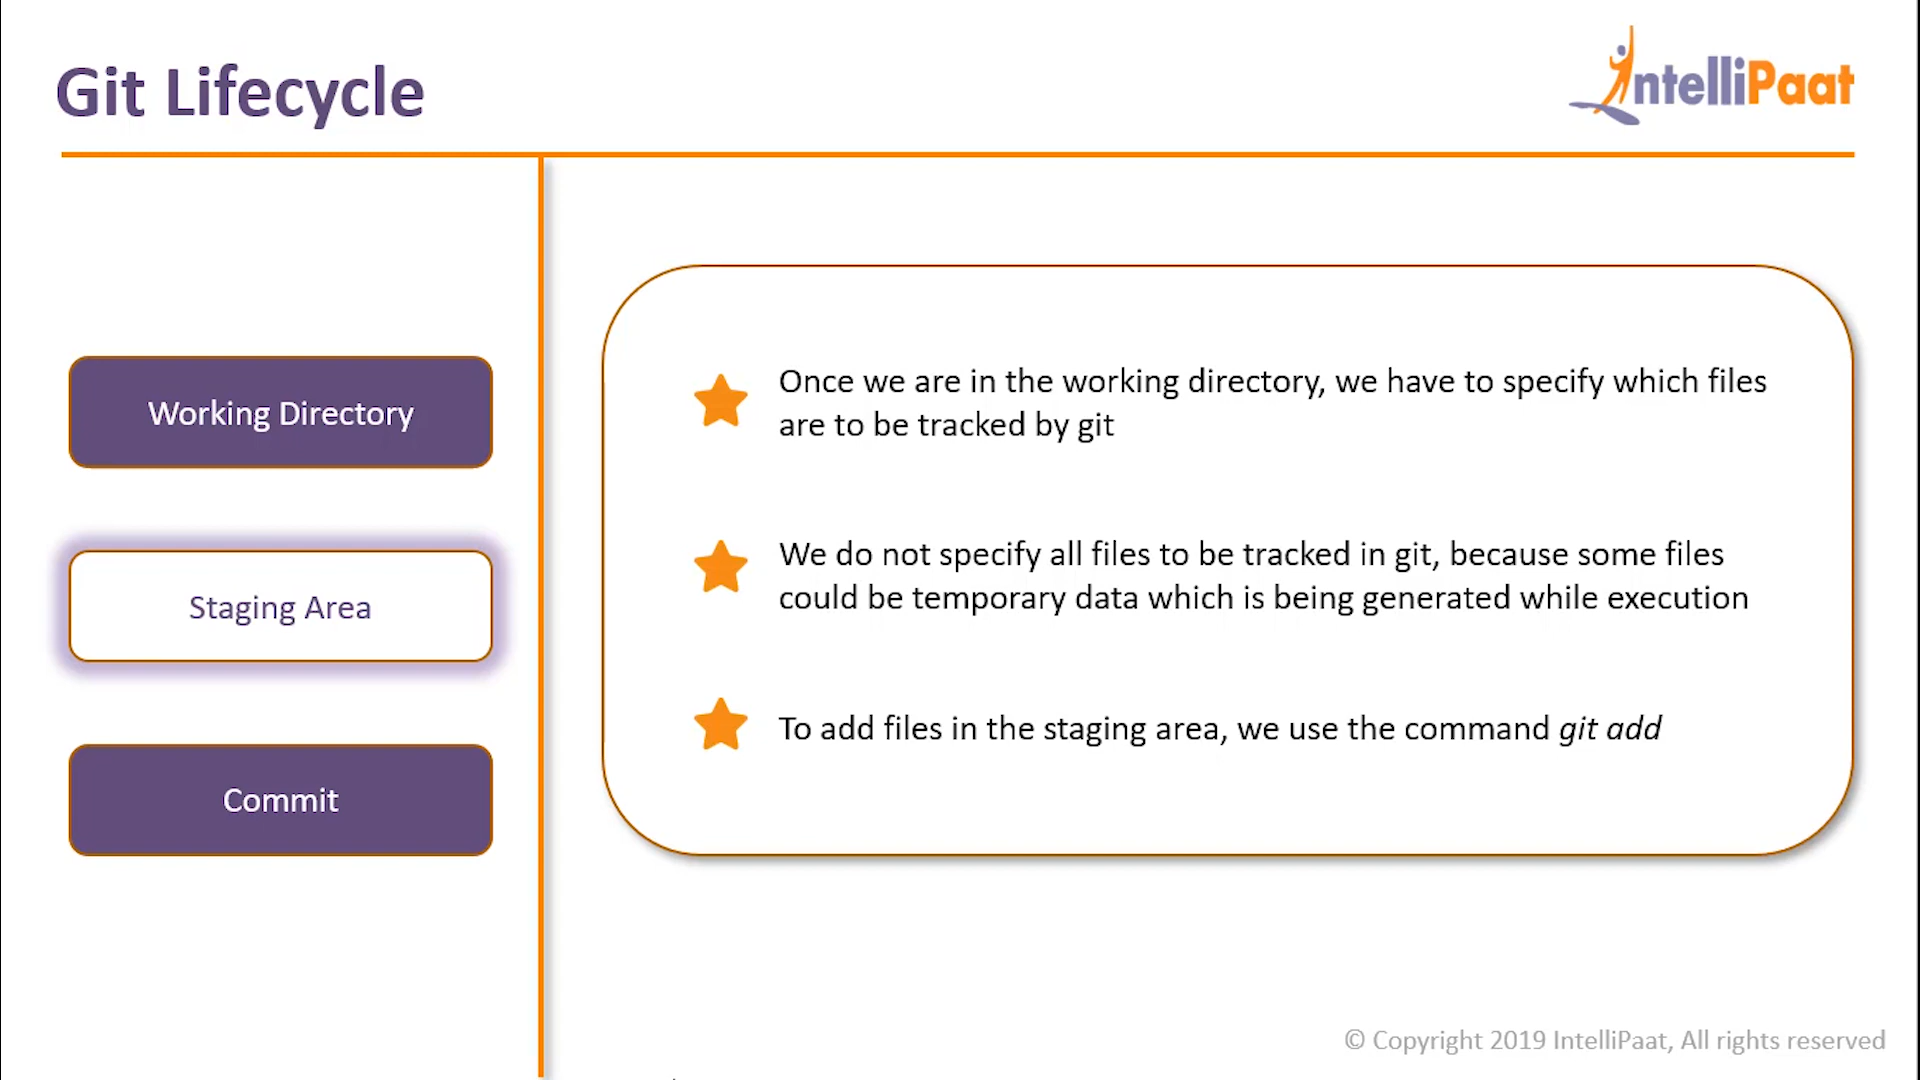 Git Lifecycle
IntelliPaat
Working Directory
Staging Area
Commit
Once we are in the working directory, we have to specify which files
are to be tracked by git
We do not specify all files to be tracked in git, because some files
could be temporary data which is being generated while execution
To add files in the staging area, we use the command git add
© Copyright 2019 IntelliPaat, All rights reserved